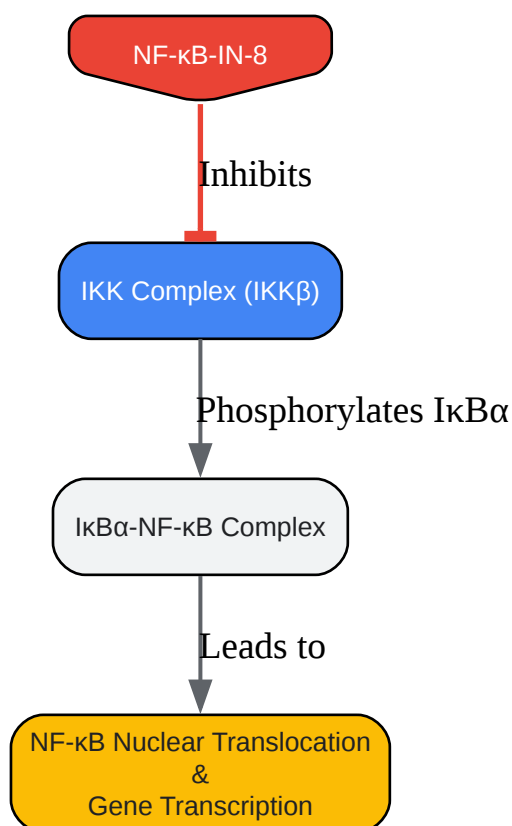 NF-κB-IN-8
Inhibits
IKK Complex (IKKβ)
Phosphorylates IκBα
IκBα-NF-κB Complex
Leads to
NF-κB Nuclear Translocation
&
Gene Transcription